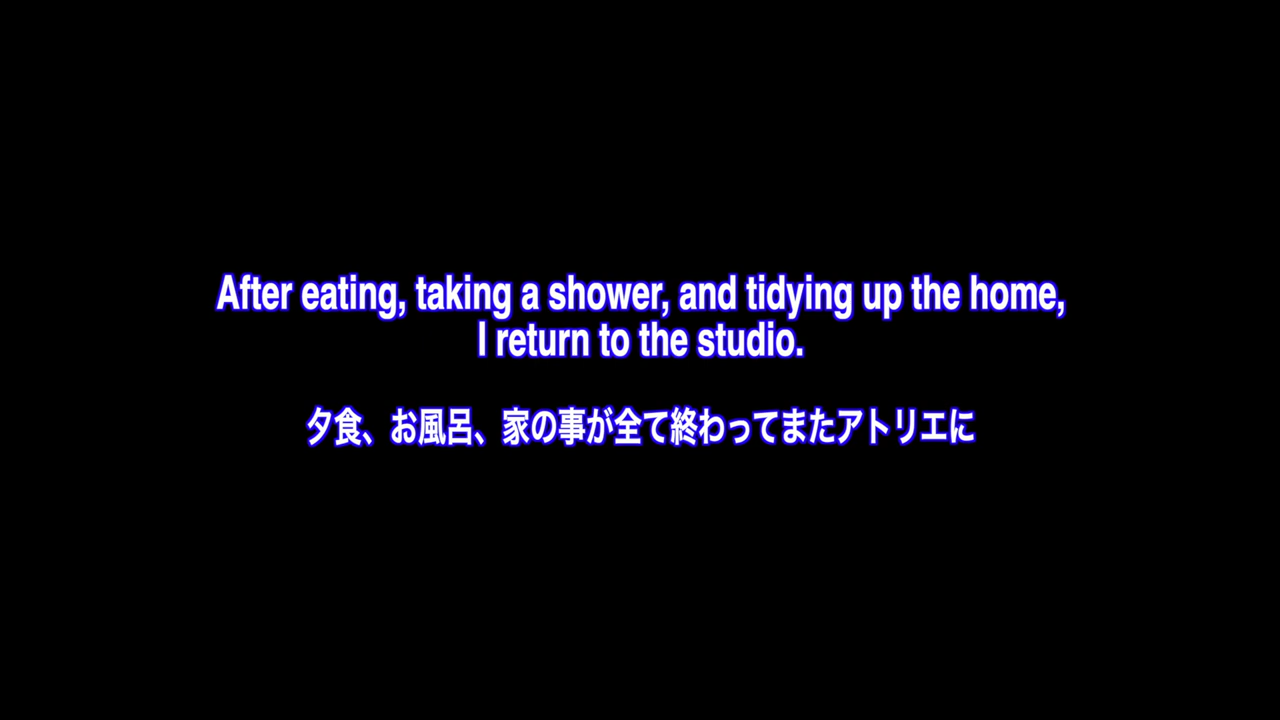 After eating, taking a shower, and tidying up the home,
I return to the studio.
夕食、お風呂、家の事が全て終わってまたアトリエに